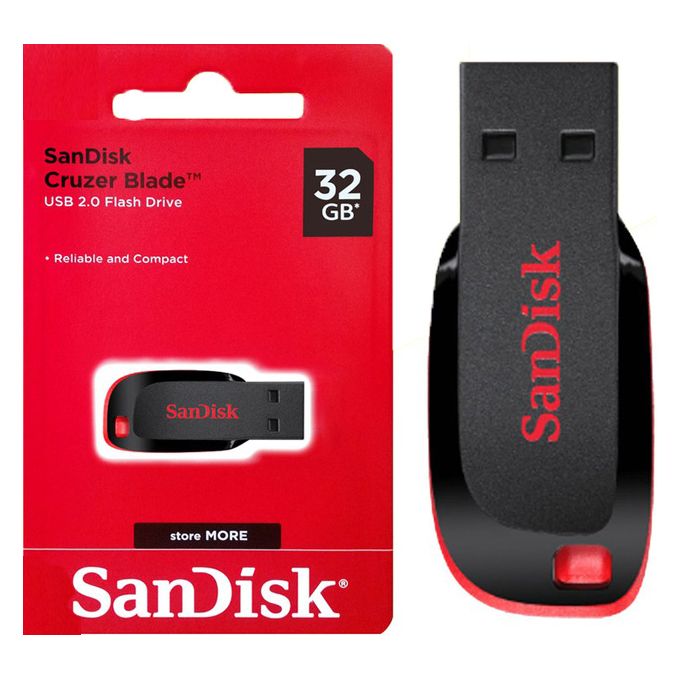 SanDisk
Cruzer Blade™
USB 2.0 Flash Drive
32
GB*
• Reliable and Compact
SanDisk
store MORE
SanDisk®
SanDisk